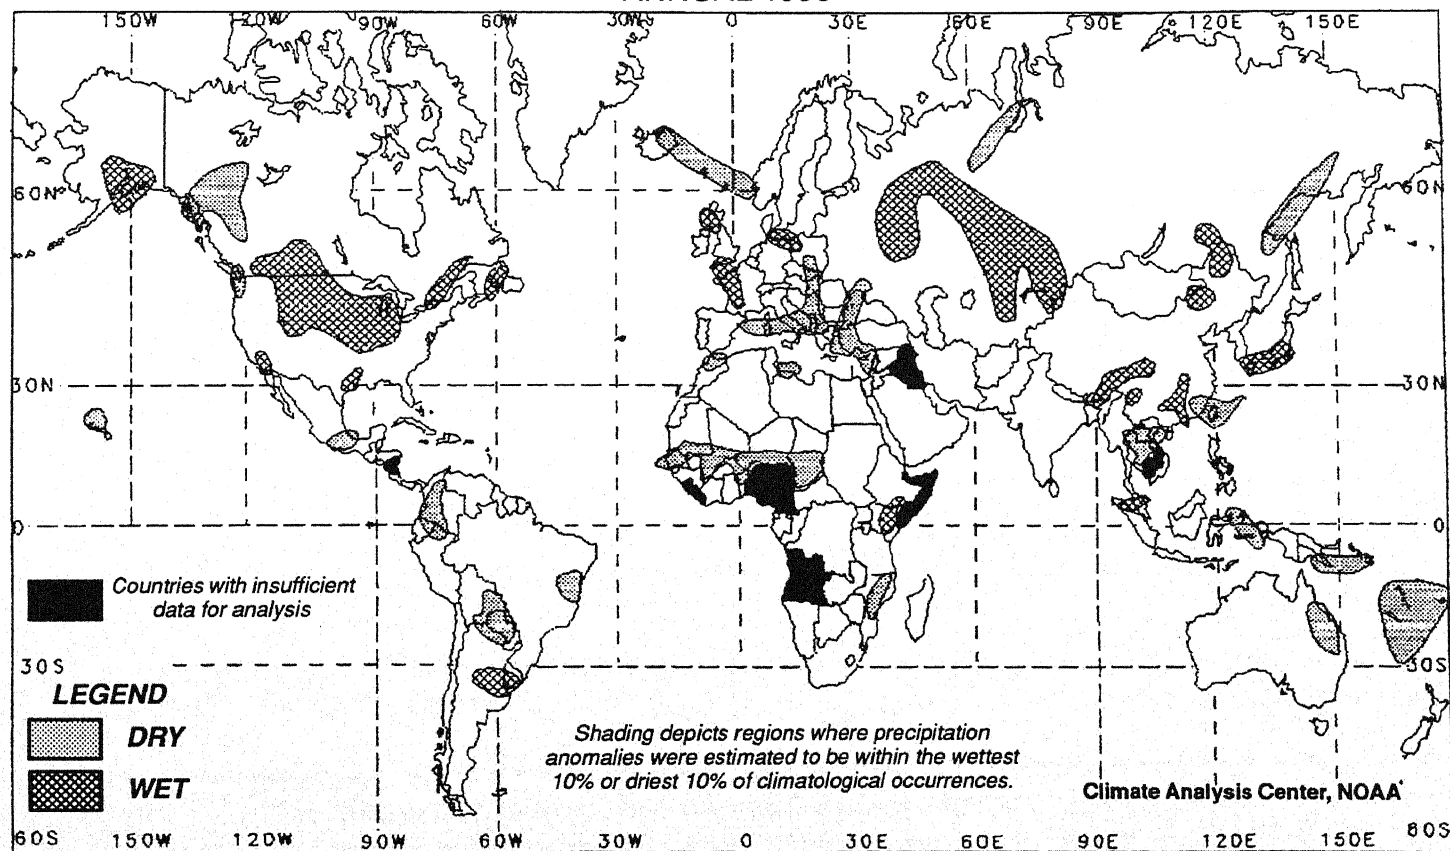 150W 120W 90W 60W 0 30E 60E 90E 120E 150E
60N 60N
30N 30N
0 0
Countries with insufficient
data for analysis
30S 30S
LEGEND
DRY
WET
Shading depicts regions where precipitation
anomalies were estimated to be within the wettest
10% or driest 10% of climatological occurrences.
Climate Analysis Center, NOAA
60S 150W 120W 90W 60W 30W 0 30E 60E 90E 120E 150E